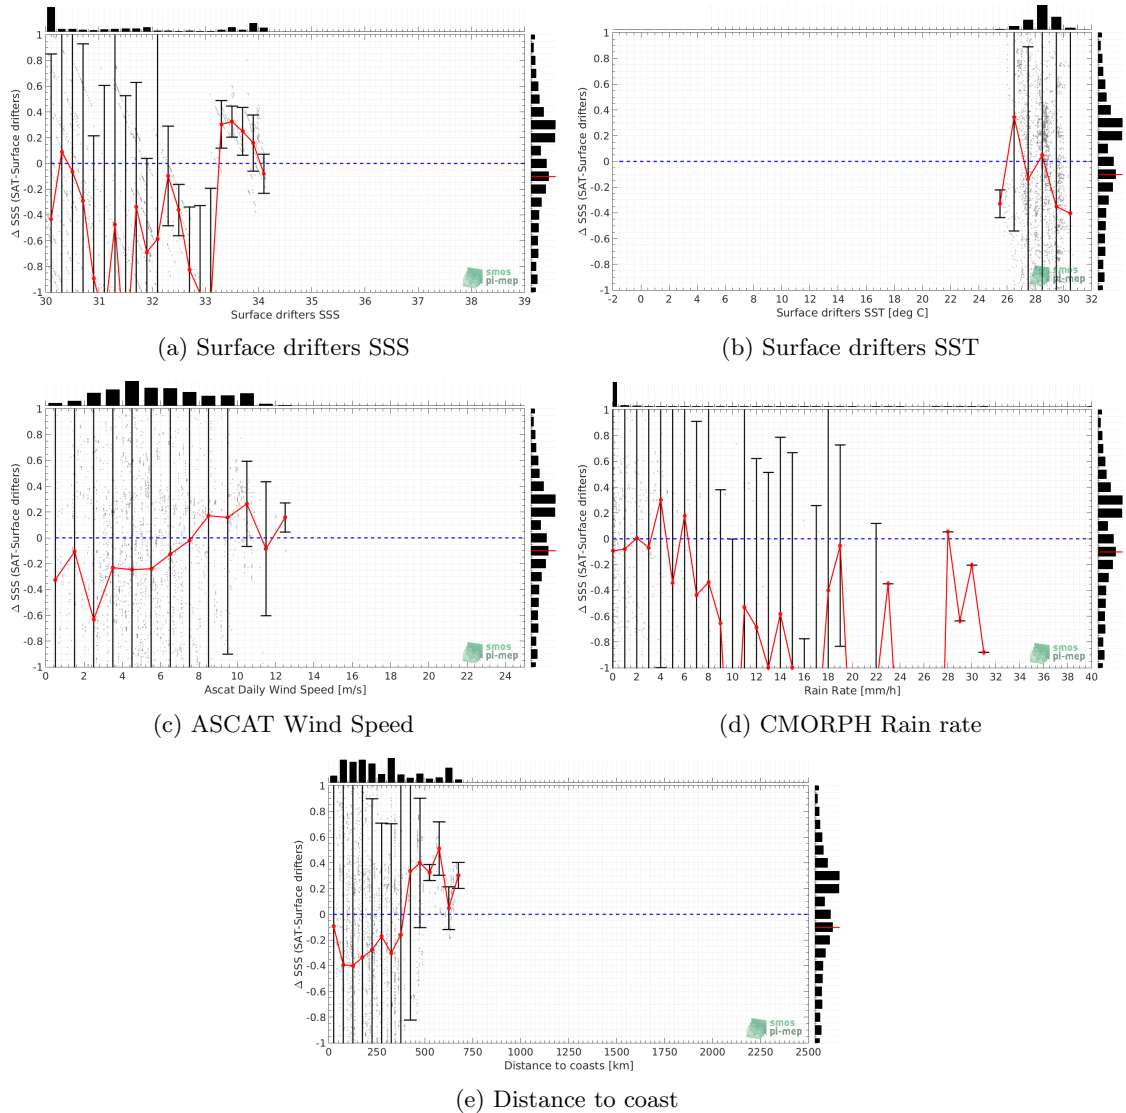 1
0.8
0.6
0.4
0.2
0
-0.2
-0.4
-0.6
-0.8
-1
Δ SSS (SAT-Surface drifters)
30 31 32 33 34 35 36 37 38 39
Surface drifters SSS
smos
pi-mep
(a) Surface drifters SSS
1
0.8
0.6
0.4
0.2
0
-0.2
-0.4
-0.6
-0.8
-1
Δ SSS (SAT-Surface drifters)
-2 0 2 4 6 8 10 12 14 16 18 20 22 24 26 28 30 32
Surface drifters SST [deg C]
smos
pi-mep
(b) Surface drifters SST
1
0.8
0.6
0.4
0.2
0
-0.2
-0.4
-0.6
-0.8
-1
Δ SSS (SAT-Surface drifters)
0 2 4 6 8 10 12 14 16 18 20 22 24
Ascat Daily Wind Speed [m/s]
smos
pi-mep
(c) ASCAT Wind Speed
1
0.8
0.6
0.4
0.2
0
-0.2
-0.4
-0.6
-0.8
-1
Δ SSS (SAT-Surface drifters)
0 2 4 6 8 10 12 14 16 18 20 22 24 26 28 30 32 34 36 38 40
Rain Rate [mm/h]
smos
pi-mep
(d) CMORPH Rain rate
1
0.8
0.6
0.4
0.2
0
-0.2
-0.4
-0.6
-0.8
-1
Δ SSS (SAT-Surface drifters)
0 250 500 750 1000 1250 1500 1750 2000 2250 2500
Distance to coasts [km]
smos
pi-mep
(e) Distance to coast